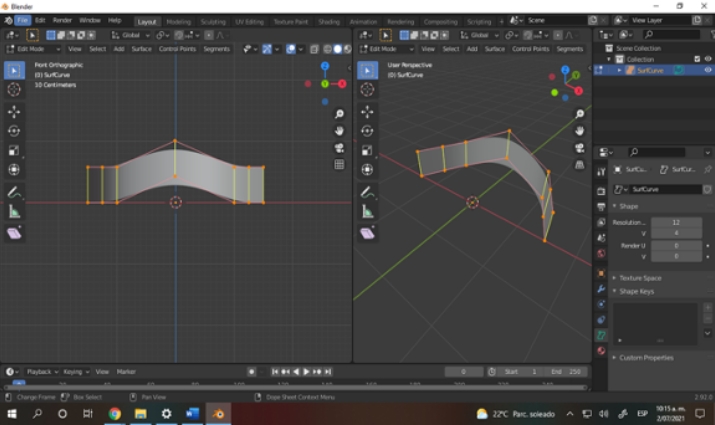 Blender
File Edit Render Window Help Layout Modeling Sculpting UV Editing Texture Paint Shading Animation Rendering Compositing Scripting Scene View Layer
Global
Edit Mode View Select Add Surface Control Points Segments
Front Orthographic
(0) SurfCurve
10 Centimeters
Global
Edit Mode View Select Add Surface Control Points Segments
User Perspective
(0) SurfCurve
Scene Collection
Collection
SurfCurve
SurfCu... SurfCur...
SurfCurve
Shape
Resolution... 12
V 4
Render U 0
V 0
Texture Space
Shape Keys
Custom Properties
Playback Keying View Marker 0 Start 1 End 250
Change Frame Box Select Pan View Dope Sheet Context Menu 2.92.0
22°C Parc. soleado ESP 10:15 a. m.
2/07/2021